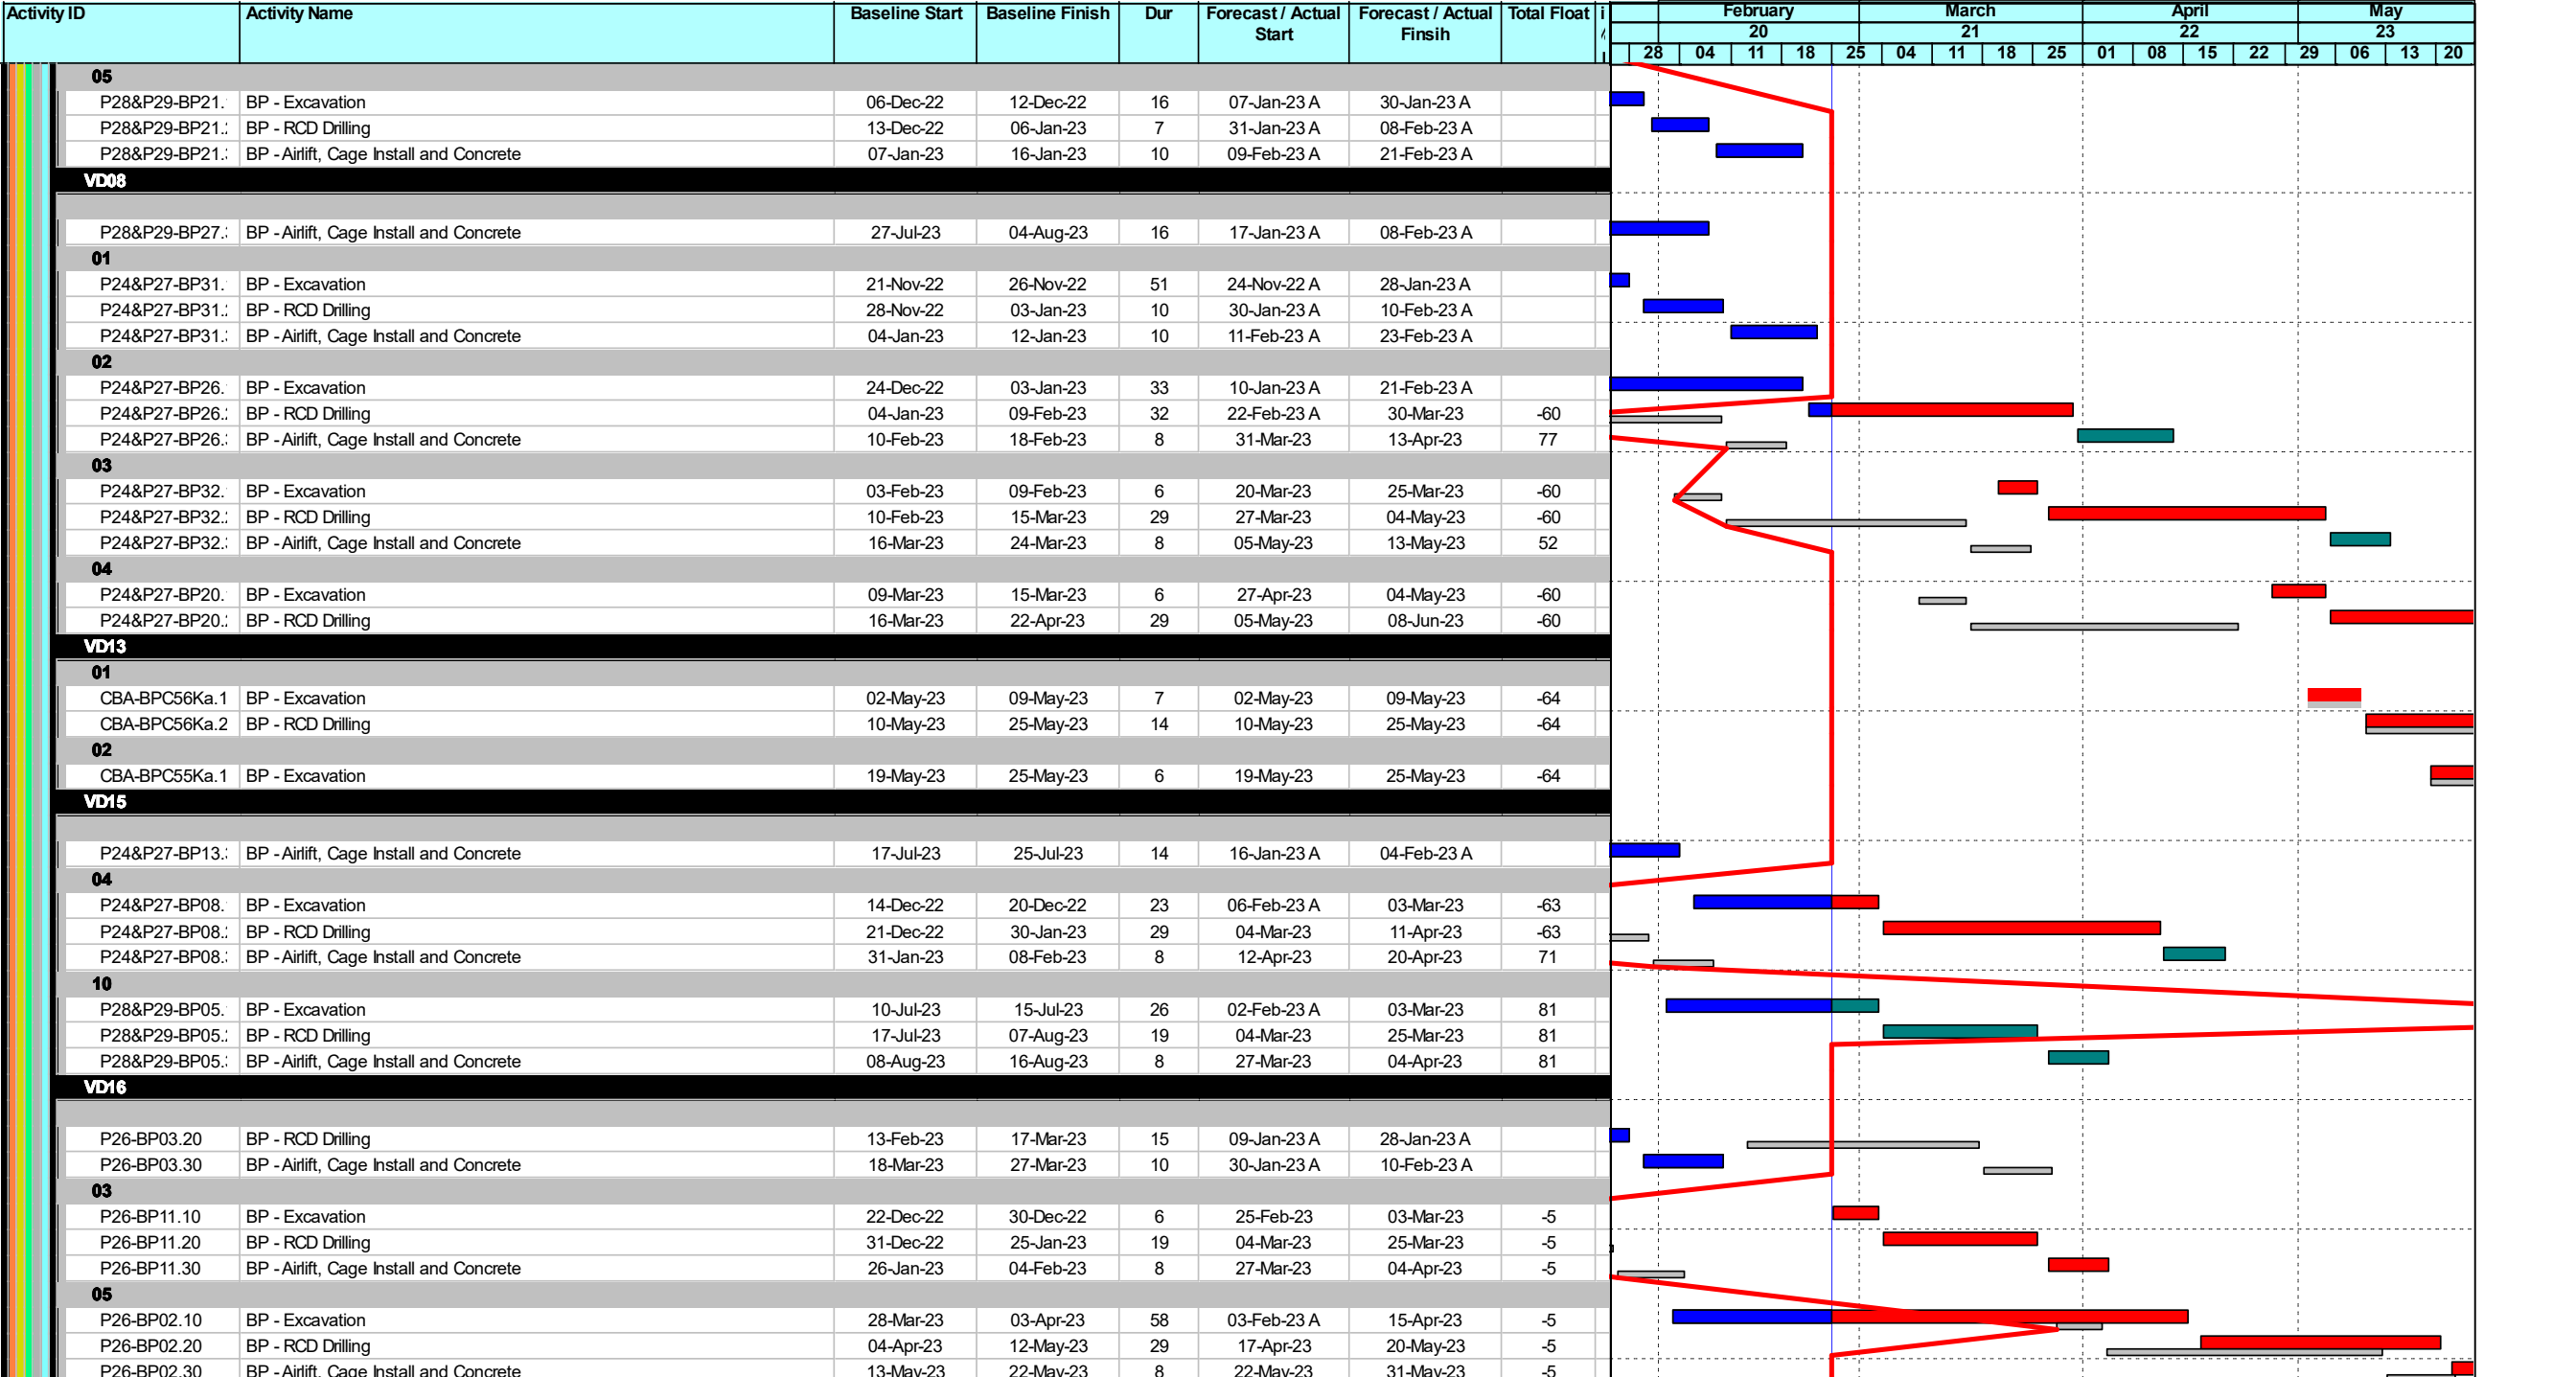 Activity ID Activity Name Baseline Start Baseline Finish Dur Forecast / Actual Start Forecast / Actual Finsih Total Float February March April May
20 21 22 23
28 04 11 18 25 04 11 18 25 01 08 15 22 29 06 13 20
05
P28&P29-BP21. BP - Excavation 06-Dec-22 12-Dec-22 16 07-Jan-23 A 30-Jan-23 A
P28&P29-BP21. BP - RCD Drilling 13-Dec-22 06-Jan-23 7 31-Jan-23 A 08-Feb-23 A
P28&P29-BP21. BP - Airlift, Cage Install and Concrete 07-Jan-23 16-Jan-23 10 09-Feb-23 A 21-Feb-23 A
VD08
P28&P29-BP27. BP - Airlift, Cage Install and Concrete 27-Jul-23 04-Aug-23 16 17-Jan-23 A 08-Feb-23 A
01
P24&P27-BP31. BP - Excavation 21-Nov-22 26-Nov-22 51 24-Nov-22 A 28-Jan-23 A
P24&P27-BP31. BP - RCD Drilling 28-Nov-22 03-Jan-23 10 30-Jan-23 A 10-Feb-23 A
P24&P27-BP31. BP - Airlift, Cage Install and Concrete 04-Jan-23 12-Jan-23 10 11-Feb-23 A 23-Feb-23 A
02
P24&P27-BP26. BP - Excavation 24-Dec-22 03-Jan-23 33 10-Jan-23 A 21-Feb-23 A
P24&P27-BP26. BP - RCD Drilling 04-Jan-23 09-Feb-23 32 22-Feb-23 A 30-Mar-23 -60
P24&P27-BP26. BP - Airlift, Cage Install and Concrete 10-Feb-23 18-Feb-23 8 31-Mar-23 13-Apr-23 77
03
P24&P27-BP32. BP - Excavation 03-Feb-23 09-Feb-23 6 20-Mar-23 25-Mar-23 -60
P24&P27-BP32. BP - RCD Drilling 10-Feb-23 15-Mar-23 29 27-Mar-23 04-May-23 -60
P24&P27-BP32. BP - Airlift, Cage Install and Concrete 16-Mar-23 24-Mar-23 8 05-May-23 13-May-23 52
04
P24&P27-BP20. BP - Excavation 09-Mar-23 15-Mar-23 6 27-Apr-23 04-May-23 -60
P24&P27-BP20. BP - RCD Drilling 16-Mar-23 22-Apr-23 29 05-May-23 08-Jun-23 -60
VD13
01
CBA-BPC56Ka.1 BP - Excavation 02-May-23 09-May-23 7 02-May-23 09-May-23 -64
CBA-BPC56Ka.2 BP - RCD Drilling 10-May-23 25-May-23 14 10-May-23 25-May-23 -64
02
CBA-BPC55Ka.1 BP - Excavation 19-May-23 25-May-23 6 19-May-23 25-May-23 -64
VD15
P24&P27-BP13. BP - Airlift, Cage Install and Concrete 17-Jul-23 25-Jul-23 14 16-Jan-23 A 04-Feb-23 A
04
P24&P27-BP08. BP - Excavation 14-Dec-22 20-Dec-22 23 06-Feb-23 A 03-Mar-23 -63
P24&P27-BP08. BP - RCD Drilling 21-Dec-22 30-Jan-23 29 04-Mar-23 11-Apr-23 -63
P24&P27-BP08. BP - Airlift, Cage Install and Concrete 31-Jan-23 08-Feb-23 8 12-Apr-23 20-Apr-23 71
10
P28&P29-BP05. BP - Excavation 10-Jul-23 15-Jul-23 26 02-Feb-23 A 03-Mar-23 81
P28&P29-BP05. BP - RCD Drilling 17-Jul-23 07-Aug-23 19 04-Mar-23 25-Mar-23 81
P28&P29-BP05. BP - Airlift, Cage Install and Concrete 08-Aug-23 16-Aug-23 8 27-Mar-23 04-Apr-23 81
VD16
P26-BP03.20 BP - RCD Drilling 13-Feb-23 17-Mar-23 15 09-Jan-23 A 28-Jan-23 A
P26-BP03.30 BP - Airlift, Cage Install and Concrete 18-Mar-23 27-Mar-23 10 30-Jan-23 A 10-Feb-23 A
03
P26-BP11.10 BP - Excavation 22-Dec-22 30-Dec-22 6 25-Feb-23 03-Mar-23 -5
P26-BP11.20 BP - RCD Drilling 31-Dec-22 25-Jan-23 19 04-Mar-23 25-Mar-23 -5
P26-BP11.30 BP - Airlift, Cage Install and Concrete 26-Jan-23 04-Feb-23 8 27-Mar-23 04-Apr-23 -5
05
P26-BP02.10 BP - Excavation 28-Mar-23 03-Apr-23 58 03-Feb-23 A 15-Apr-23 -5
P26-BP02.20 BP - RCD Drilling 04-Apr-23 12-May-23 29 17-Apr-23 20-May-23 -5
P26-BP02.30 BP - Airlift, Cage Install and Concrete 13-May-23 22-May-23 8 22-May-23 31-May-23 -5